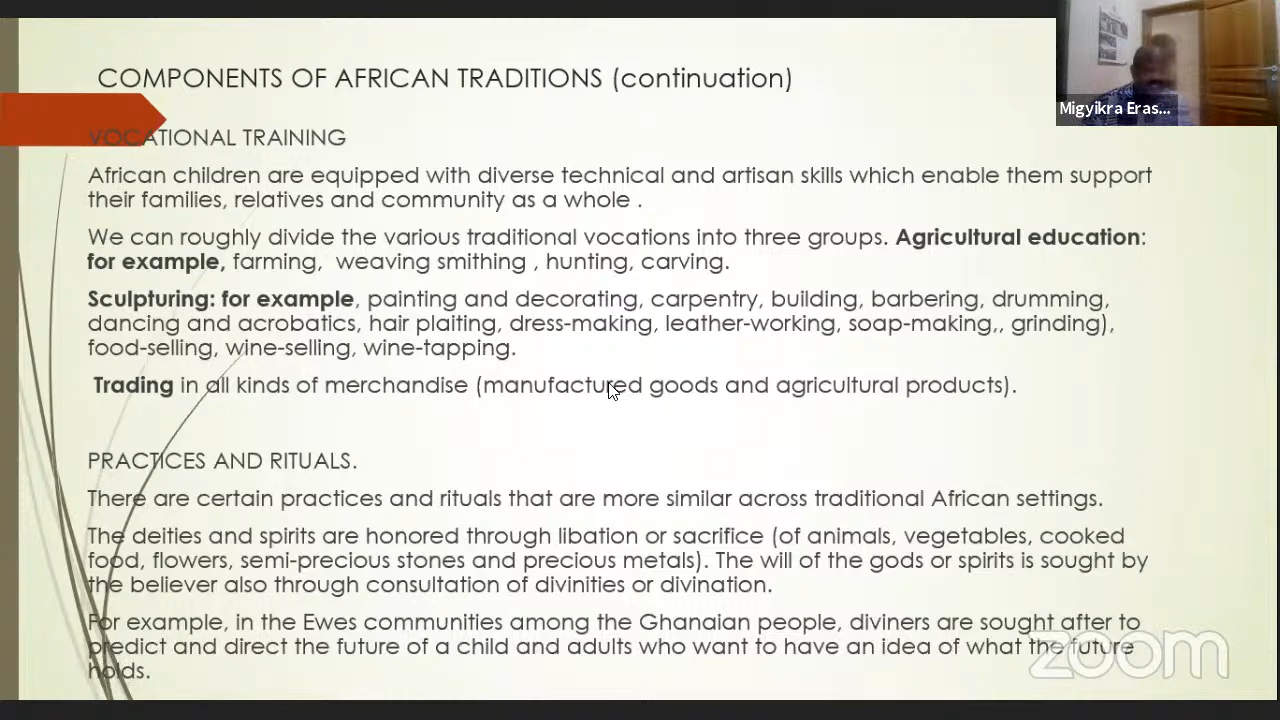 COMPONENTS OF AFRICAN TRADITIONS (continuation)
Migyikra Eras...
VOCATIONAL TRAINING
African children are equipped with diverse technical and artisan skills which enable them support
their families, relatives and community as a whole .
We can roughly divide the various traditional vocations into three groups. Agricultural education:
for example, farming, weaving smithing , hunting, carving.
Sculpturing: for example, painting and decorating, carpentry, building, barbering, drumming,
dancing and acrobatics, hair plaiting, dress-making, leather-working, soap-making,, grinding),
food-selling, wine-selling, wine-tapping.
Trading in all kinds of merchandise (manufactured goods and agricultural products).
PRACTICES AND RITUALS.
There are certain practices and rituals that are more similar across traditional African settings.
The deities and spirits are honored through libation or sacrifice (of animals, vegetables, cooked
food, flowers, semi-precious stones and precious metals). The will of the gods or spirits is sought by
the believer also through consultation of divinities or divination.
For example, in the Ewes communities among the Ghanaian people, diviners are sought after to
predict and direct the future of a child and adults who want to have an idea of what the future
holds.
zoom